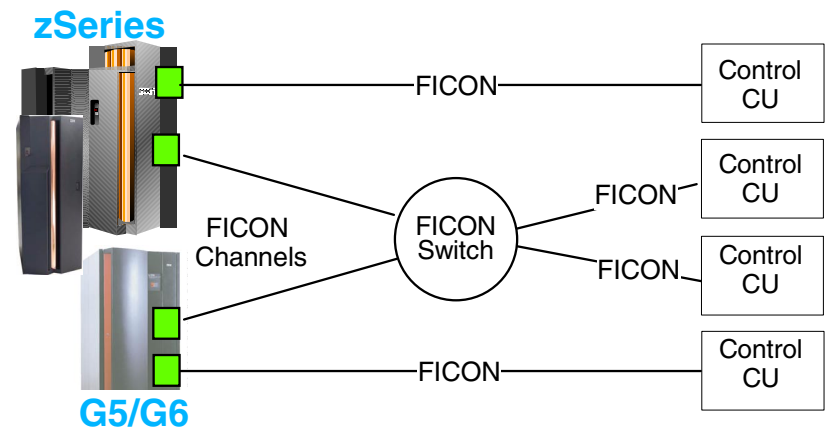 zSeries
FICON
Control
CU
FICON
Control
CU
FICON
Channels
FICON
Switch
FICON
Control
CU
FICON
Control
CU
G5/G6